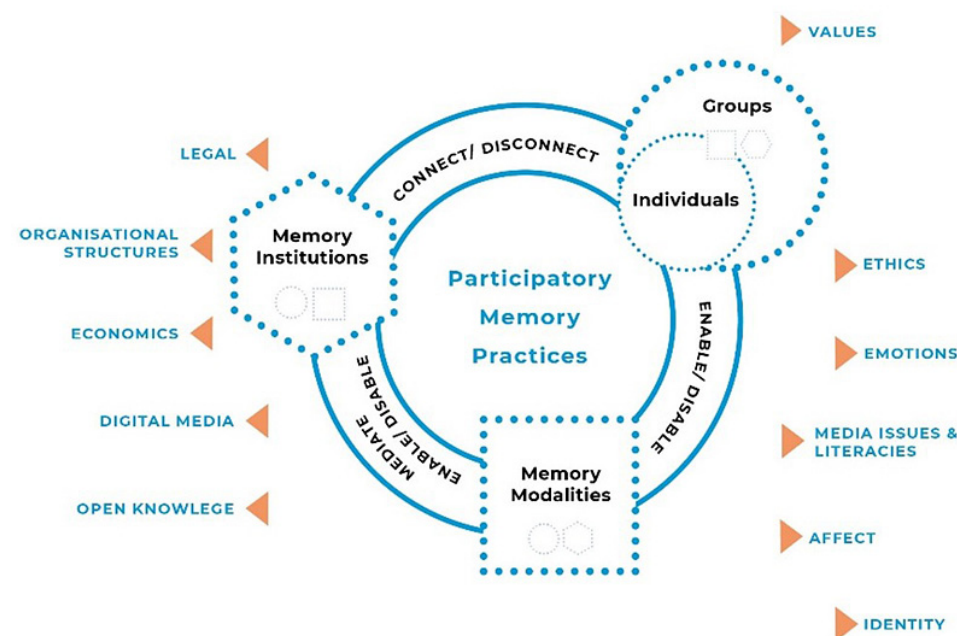 VALUES
Groups
LEGAL
CONNECT/ DISCONNECT
Individuals
ORGANISATIONAL
STRUCTURES
Memory
Institutions
ETHICS
Participatory
Memory
Practices
ECONOMICS
ENABLE/ DISABLE
EMOTIONS
MEDIATE
ENABLE/ DISABLE
DIGITAL MEDIA
MEDIA ISSUES &
LITERACIES
Memory
Modalities
OPEN KNOWLEGE
AFFECT
IDENTITY